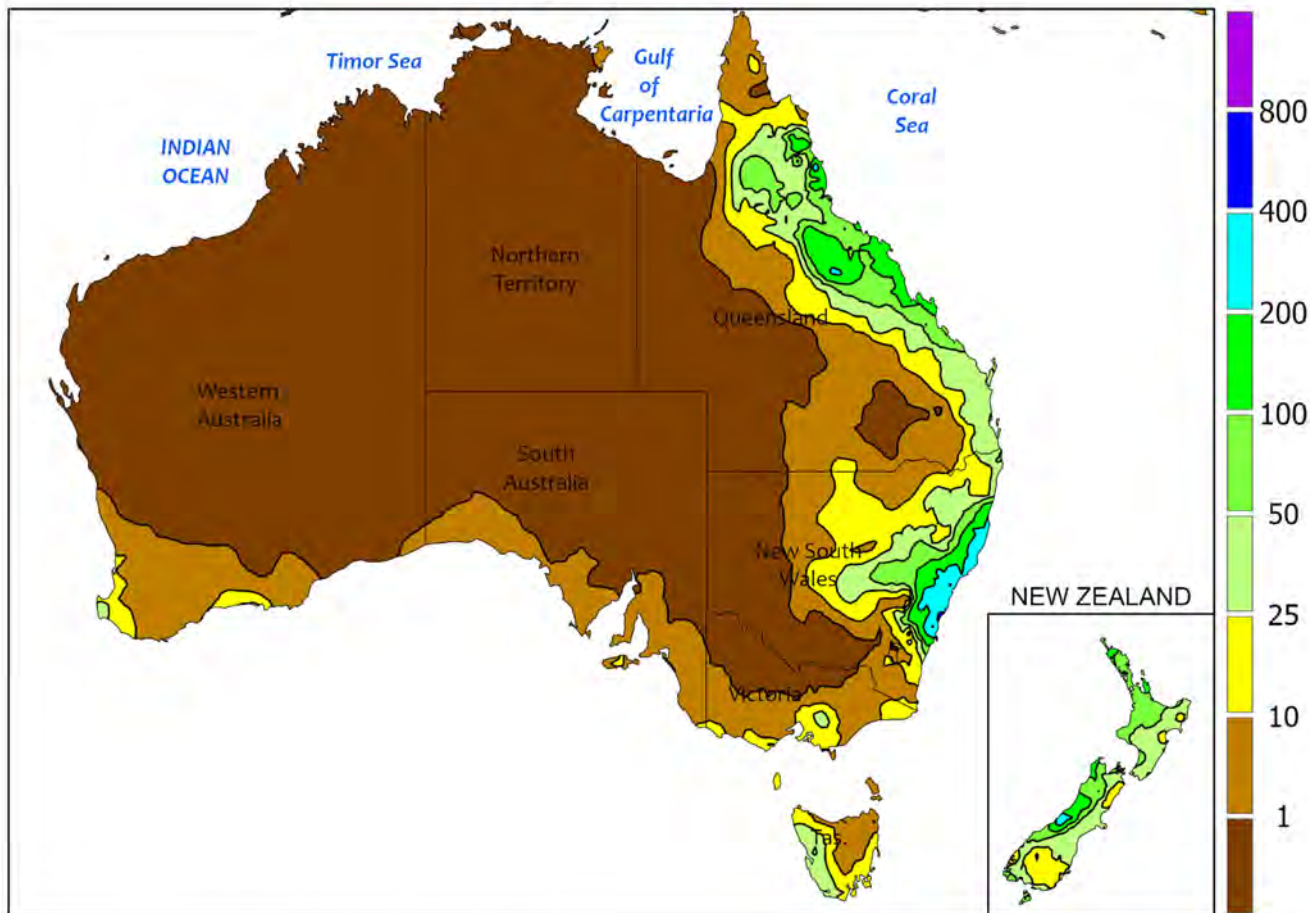 Timor Sea
Gulf
of
Carpentaria
Coral
Sea
INDIAN
OCEAN
Northern
Territory
Queensland
Western
Australia
South
Australia
New South
Wales
Victoria
Tas.
NEW ZEALAND
800
400
200
100
50
25
10
1